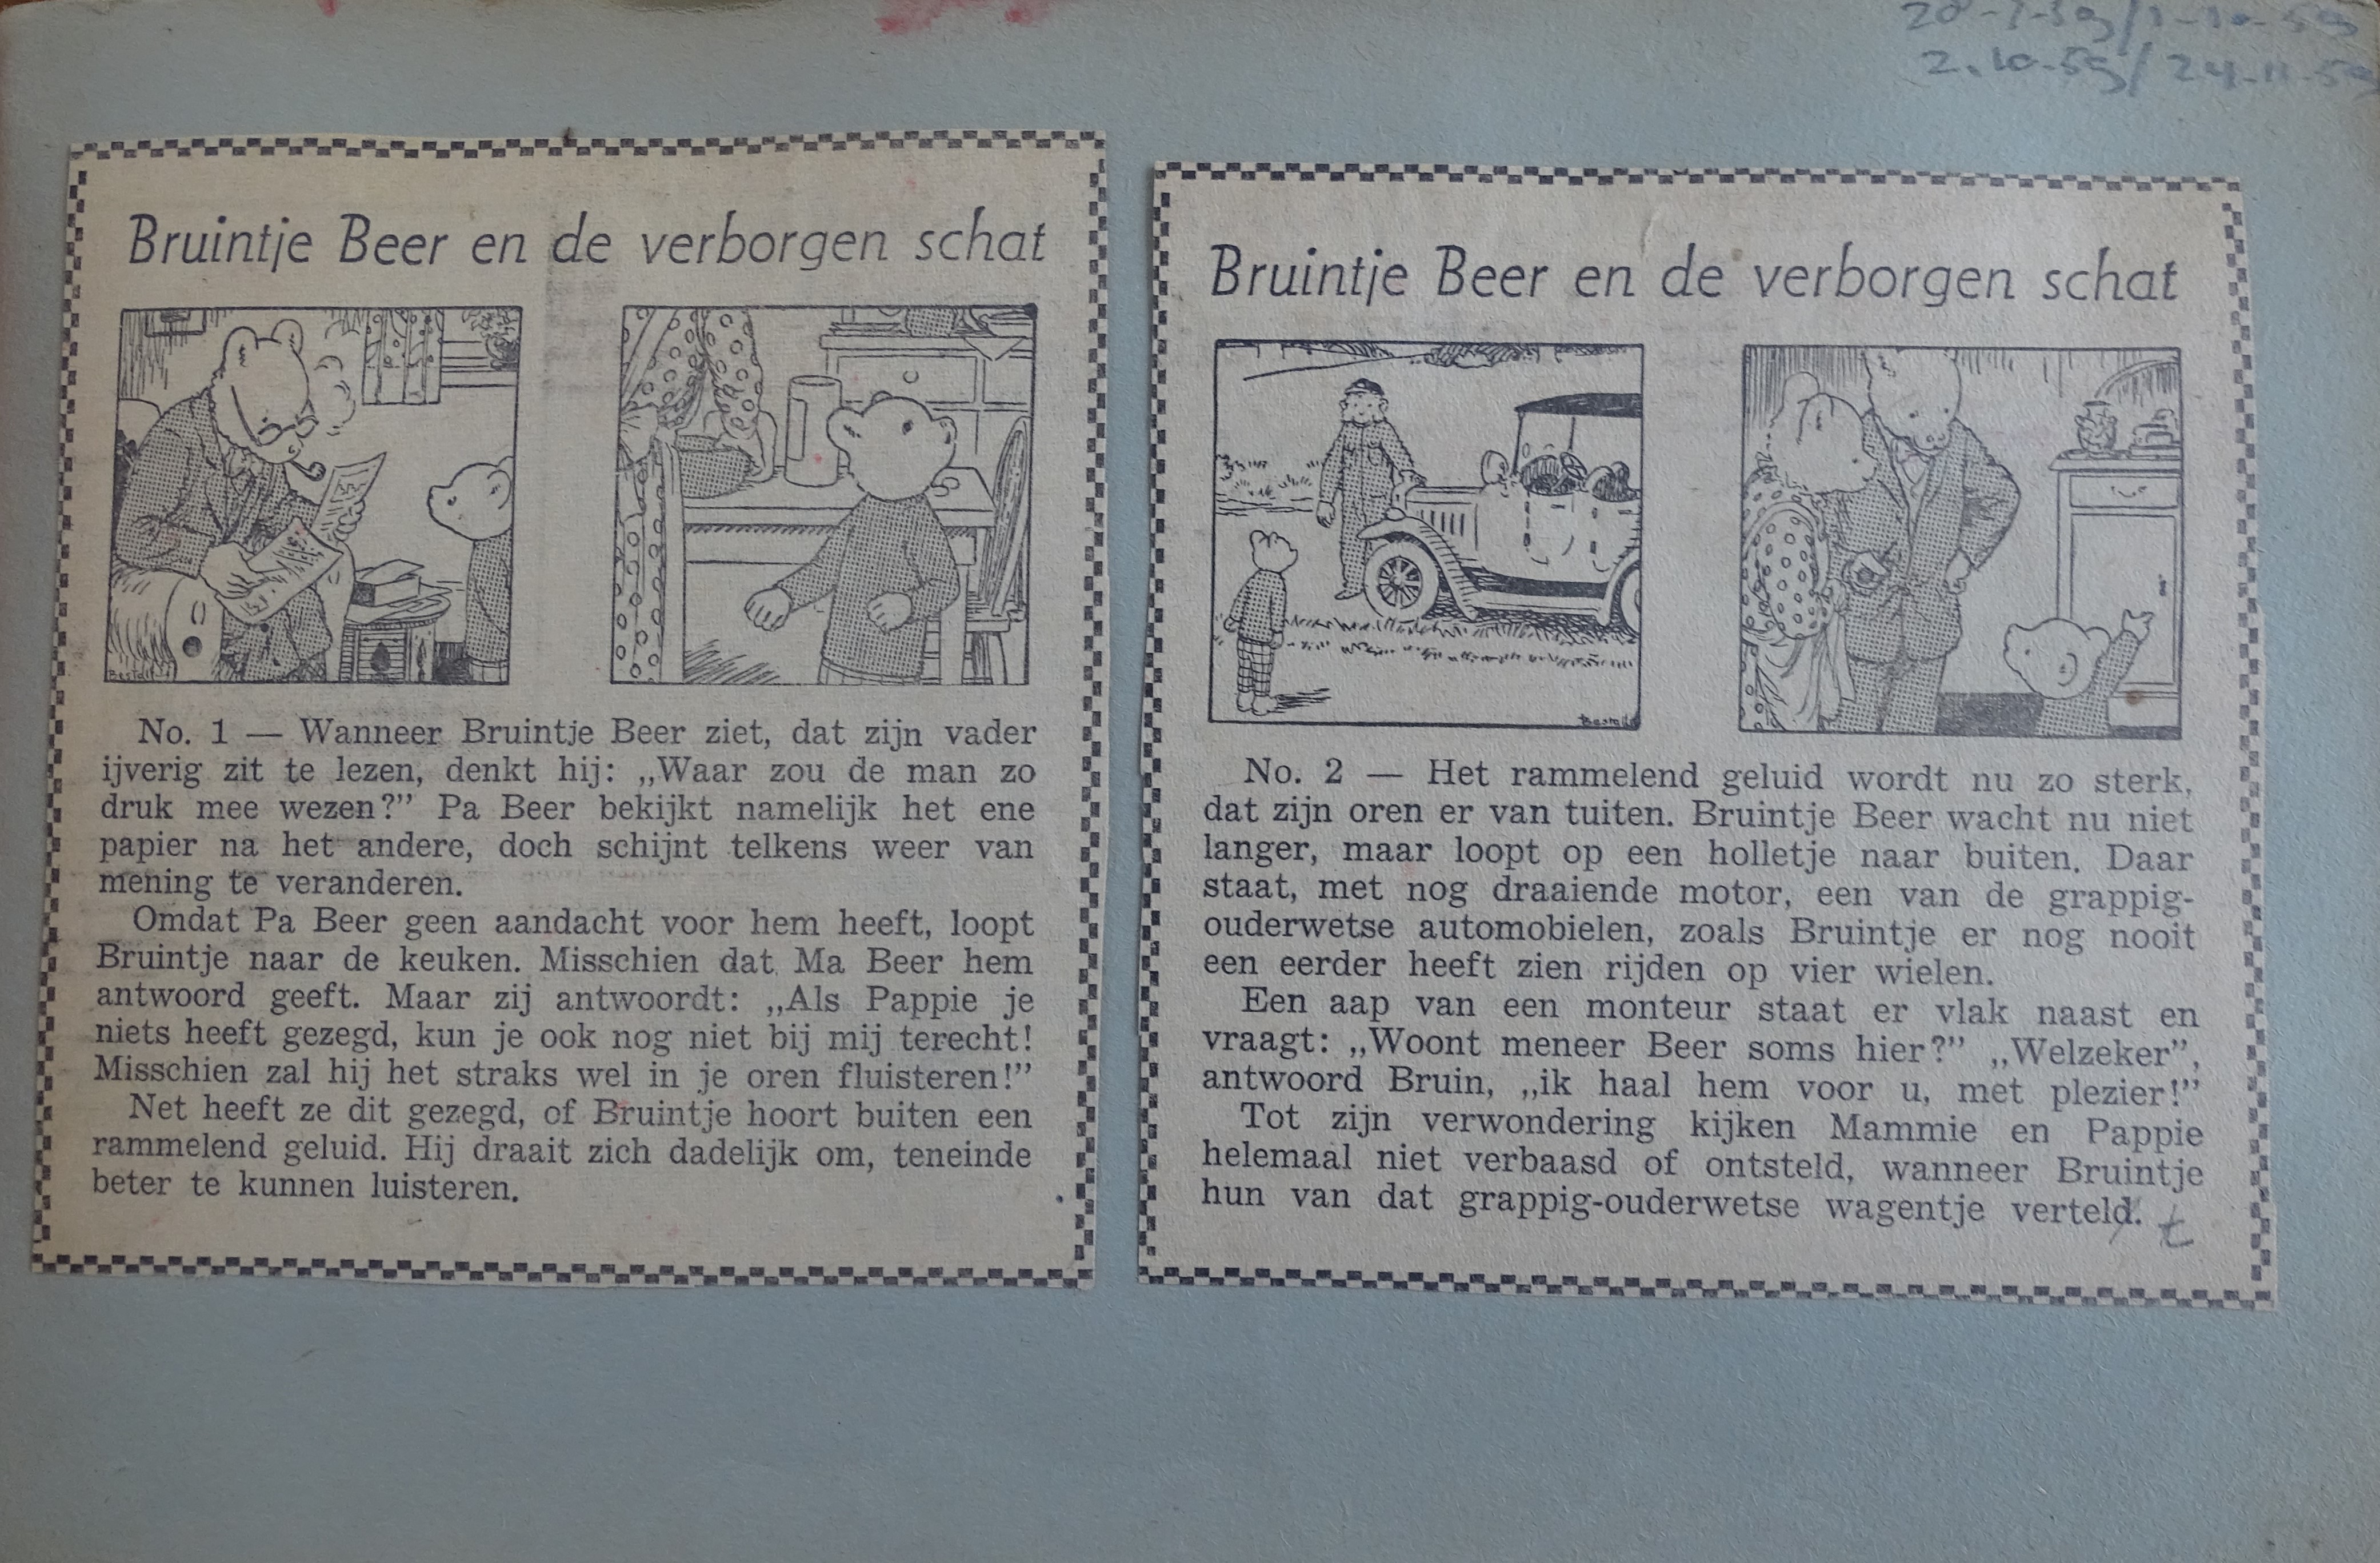 2.10-59/24-11-59
Bruintje Beer en de verborgen schat
No. 1 — Wanneer Bruintje Beer ziet, dat zijn vader
ijverig zit te lezen, denkt hij: „Waar zou de man zo
druk mee wezen?” Pa Beer bekijkt namelijk het ene
papier na het andere, doch schijnt telkens weer van
mening te veranderen.
Omdat Pa Beer geen aandacht voor hem heeft, loopt
Bruintje naar de keuken. Misschien dat Ma Beer hem
antwoord geeft. Maar zij antwoordt: „Als Pappie je
niets heeft gezegd, kun je ook nog niet bij mij terecht!
Misschien zal hij het straks wel in je oren fluisteren!”
Net heeft ze dit gezegd, of Bruintje hoort buiten een
rammelend geluid. Hij draait zich dadelijk om, teneinde
beter te kunnen luisteren.
Bruintje Beer en de verborgen schat
Bestall
No. 2 — Het rammelend geluid wordt nu zo sterk,
dat zijn oren er van tuiten. Bruintje Beer wacht nu niet
langer, maar loopt op een holletje naar buiten. Daar
staat, met nog draaiende motor, een van de grappig-
ouderwetse automobielen, zoals Bruintje er nog nooit
een eerder heeft zien rijden op vier wielen.
Een aap van een monteur staat er vlak naast en
vraagt: „Woont meneer Beer soms hier?” „Welzeker”,
antwoord Bruin, „ik haal hem voor u, met plezier!”
Tot zijn verwondering kijken Mammie en Pappie
helemaal niet verbaasd of ontsteld, wanneer Bruintje
hun van dat grappig-ouderwetse wagentje verteld. t